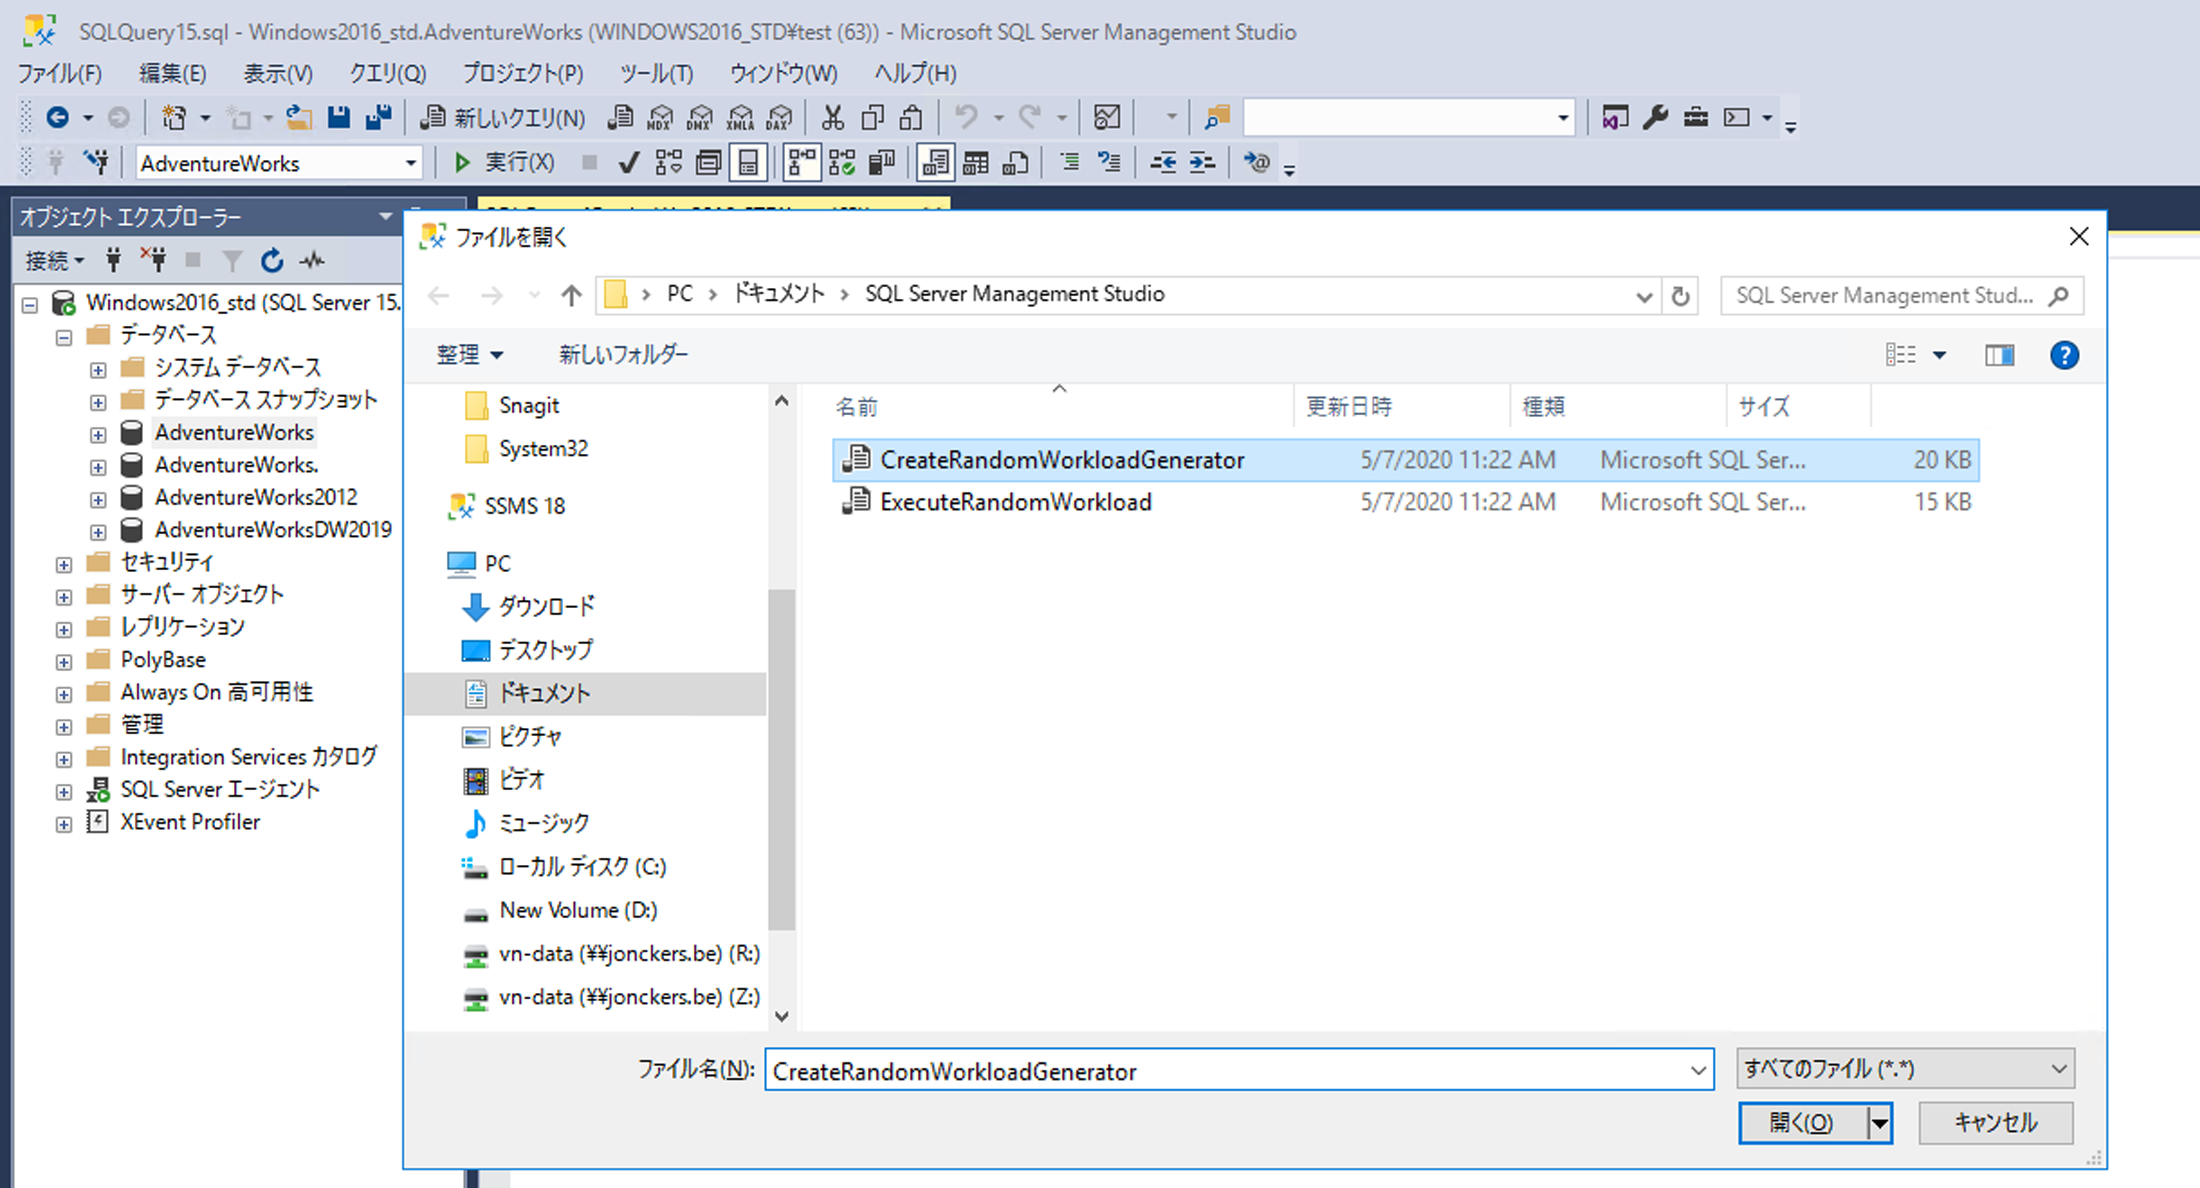 SQLQuery15.sql - Windows2016_std.AdventureWorks (WINDOWS2016_STD¥test (63)) - Microsoft SQL Server Management Studio
ファイル(F) 編集(E) 表示(V) クエリ(Q) プロジェクト(P) ツール(T) ウィンドウ(W) ヘルプ(H)
新しいクエリ(N) MDX DMX XMLA DAX
AdventureWorks 実行(X)
オブジェクト エクスプローラー
接続
Windows2016_std (SQL Server 15.
データベース
システム データベース
データベース スナップショット
AdventureWorks
AdventureWorks.
AdventureWorks2012
AdventureWorksDW2019
セキュリティ
サーバー オブジェクト
レプリケーション
PolyBase
Always On 高可用性
管理
Integration Services カタログ
SQL Server エージェント
XEvent Profiler
ファイルを開く
PC › ドキュメント › SQL Server Management Studio
SQL Server Management Stud...
整理 新しいフォルダー
Snagit
System32
SSMS 18
PC
ダウンロード
デスクトップ
ドキュメント
ピクチャ
ビデオ
ミュージック
ローカル ディスク (C:)
New Volume (D:)
vn-data (¥¥jonckers.be) (R:)
vn-data (¥¥jonckers.be) (Z:)
名前 更新日時 種類 サイズ
CreateRandomWorkloadGenerator 5/7/2020 11:22 AM Microsoft SQL Ser... 20 KB
ExecuteRandomWorkload 5/7/2020 11:22 AM Microsoft SQL Ser... 15 KB
ファイル名(N): CreateRandomWorkloadGenerator すべてのファイル (*.*)
開く(O) キャンセル